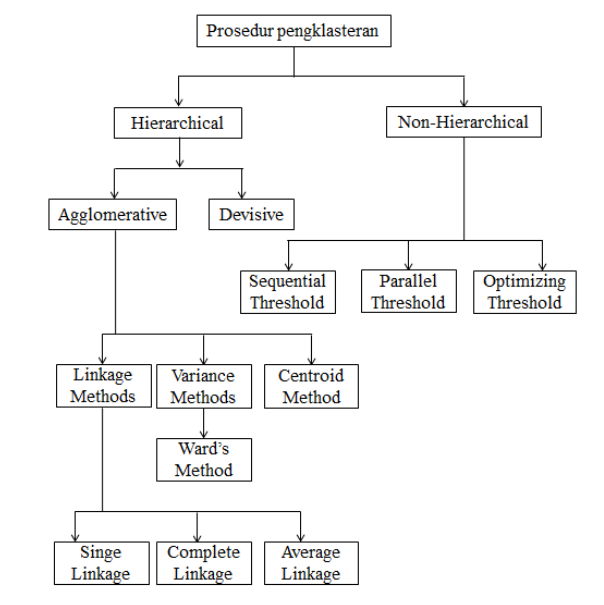 Prosedur pengklasteran
Hierarchical
Non-Hierarchical
Agglomerative
Devisive
Sequential
Threshold
Parallel
Threshold
Optimizing
Threshold
Linkage
Methods
Variance
Methods
Centroid
Method
Ward's
Method
Singe
Linkage
Complete
Linkage
Average
Linkage